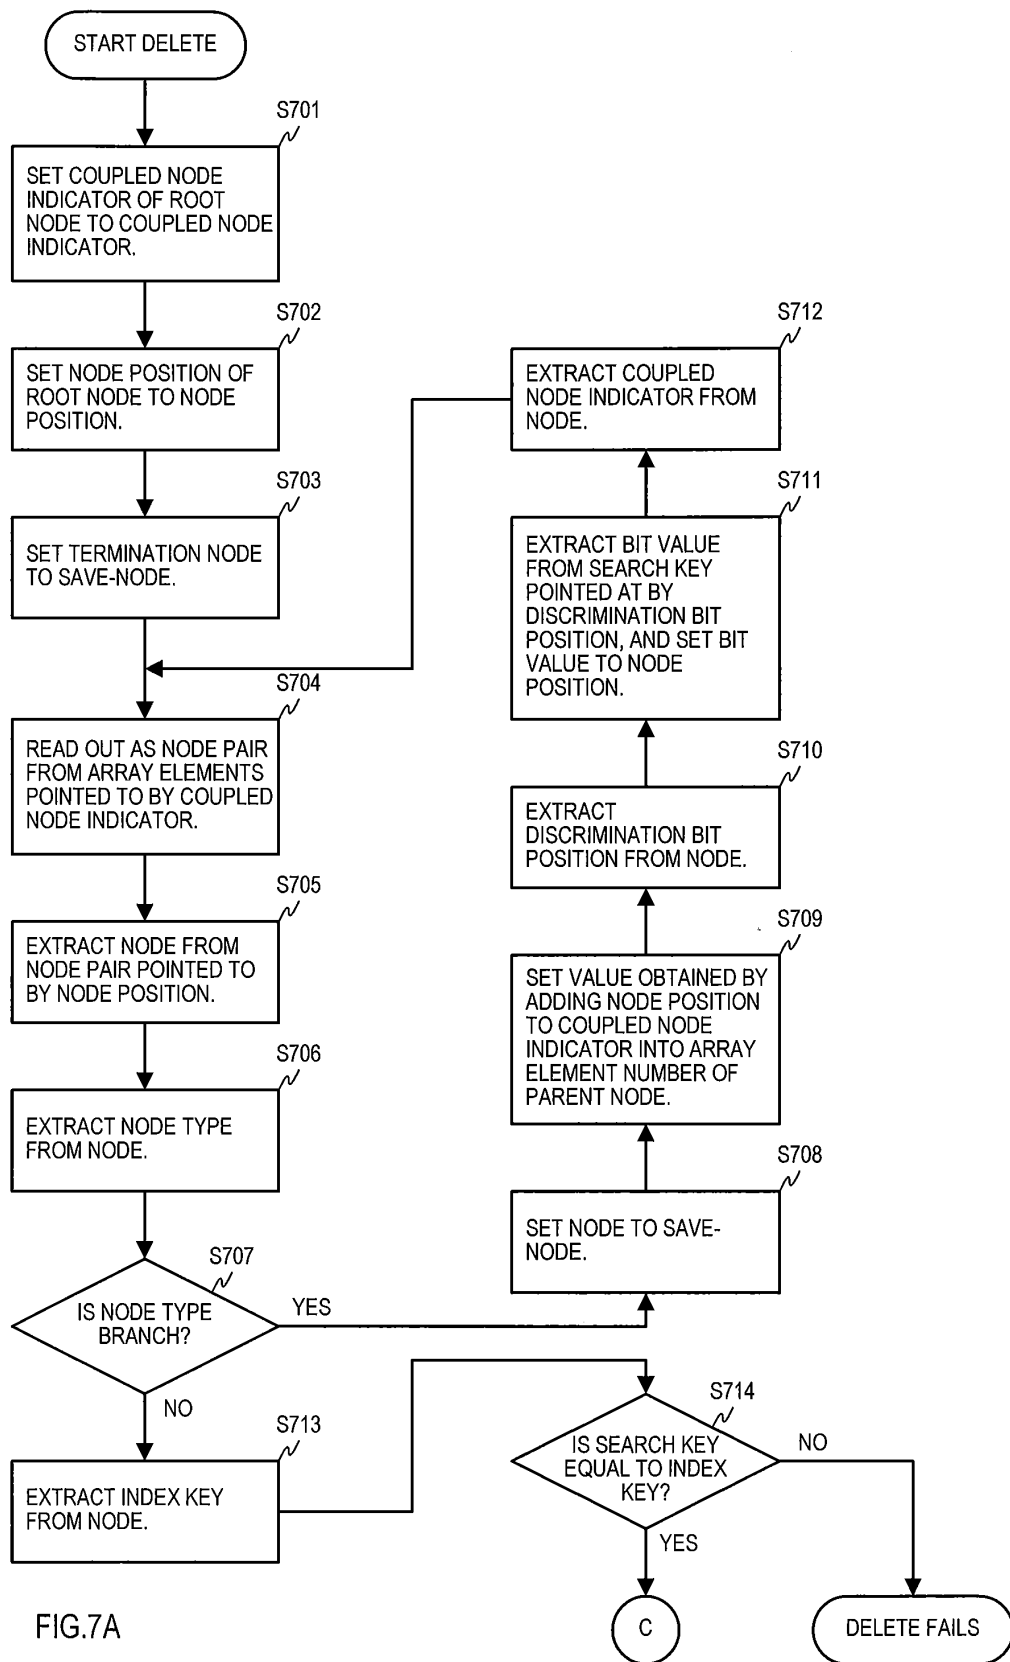 START DELETE
S701
SET COUPLED NODE
INDICATOR OF ROOT
NODE TO COUPLED NODE
INDICATOR.
S702
SET NODE POSITION OF
ROOT NODE TO NODE
POSITION.
S703
SET TERMINATION NODE
TO SAVE-NODE.
S704
READ OUT AS NODE PAIR
FROM ARRAY ELEMENTS
POINTED TO BY COUPLED
NODE INDICATOR.
S705
EXTRACT NODE FROM
NODE PAIR POINTED TO
BY NODE POSITION.
S706
EXTRACT NODE TYPE
FROM NODE.
S707
IS NODE TYPE
BRANCH?
YES
NO
S708
SET NODE TO SAVE-
NODE.
S709
SET VALUE OBTAINED BY
ADDING NODE POSITION
TO COUPLED NODE
INDICATOR INTO ARRAY
ELEMENT NUMBER OF
PARENT NODE.
S710
EXTRACT
DISCRIMINATION BIT
POSITION FROM NODE.
S711
EXTRACT BIT VALUE
FROM SEARCH KEY
POINTED AT BY
DISCRIMINATION BIT
POSITION, AND SET BIT
VALUE TO NODE
POSITION.
S712
EXTRACT COUPLED
NODE INDICATOR FROM
NODE.
S713
EXTRACT INDEX KEY
FROM NODE.
S714
IS SEARCH KEY
EQUAL TO INDEX
KEY?
NO
YES
C
DELETE FAILS
FIG.7A